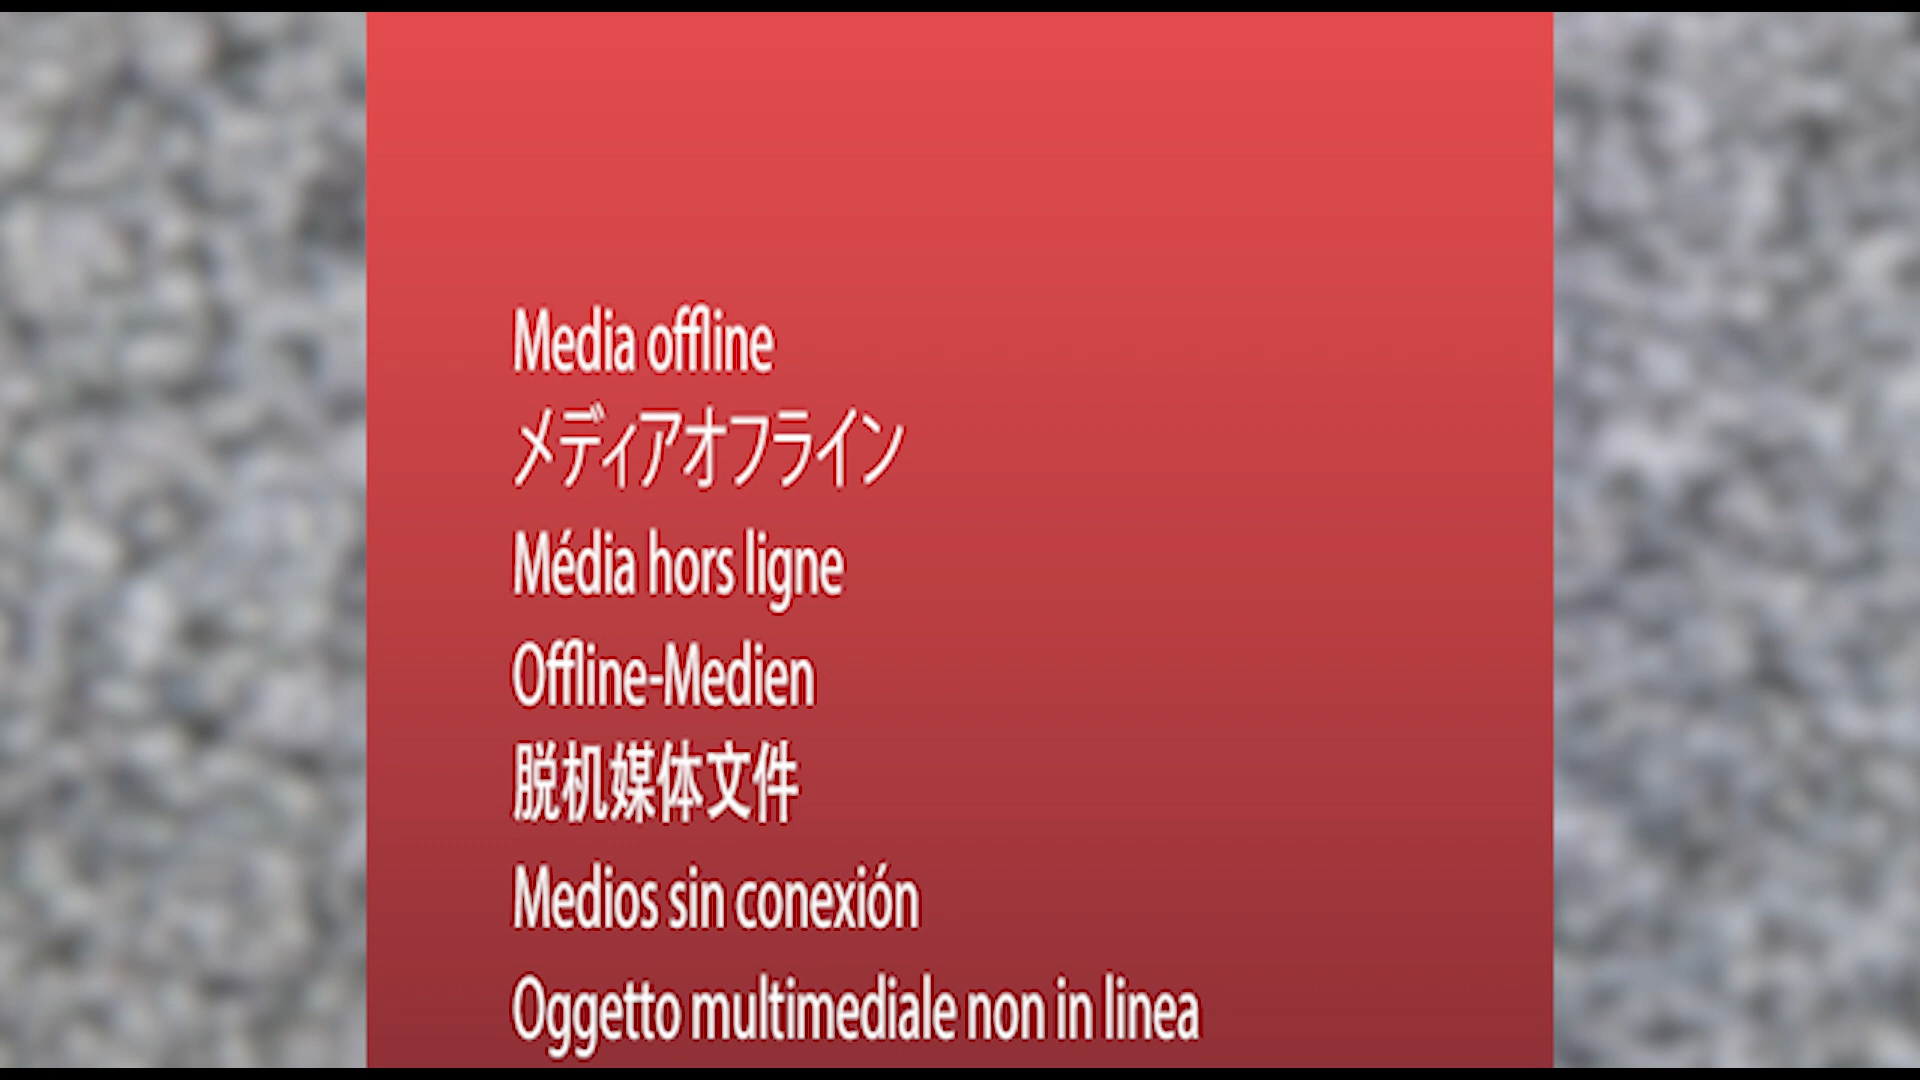 Media offline
メディアオフライン
Média hors ligne
Offline-Medien
脱机媒体文件
Medios sin conexión
Oggetto multimediale non in linea